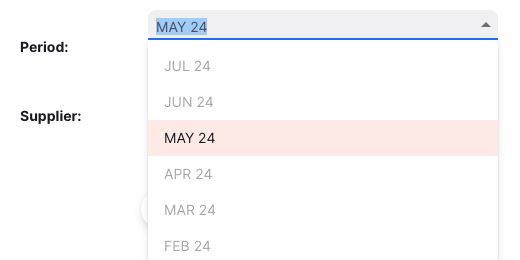 MAY 24
Period:
JUL 24
JUN 24
Supplier:
MAY 24
APR 24
MAR 24
FEB 24